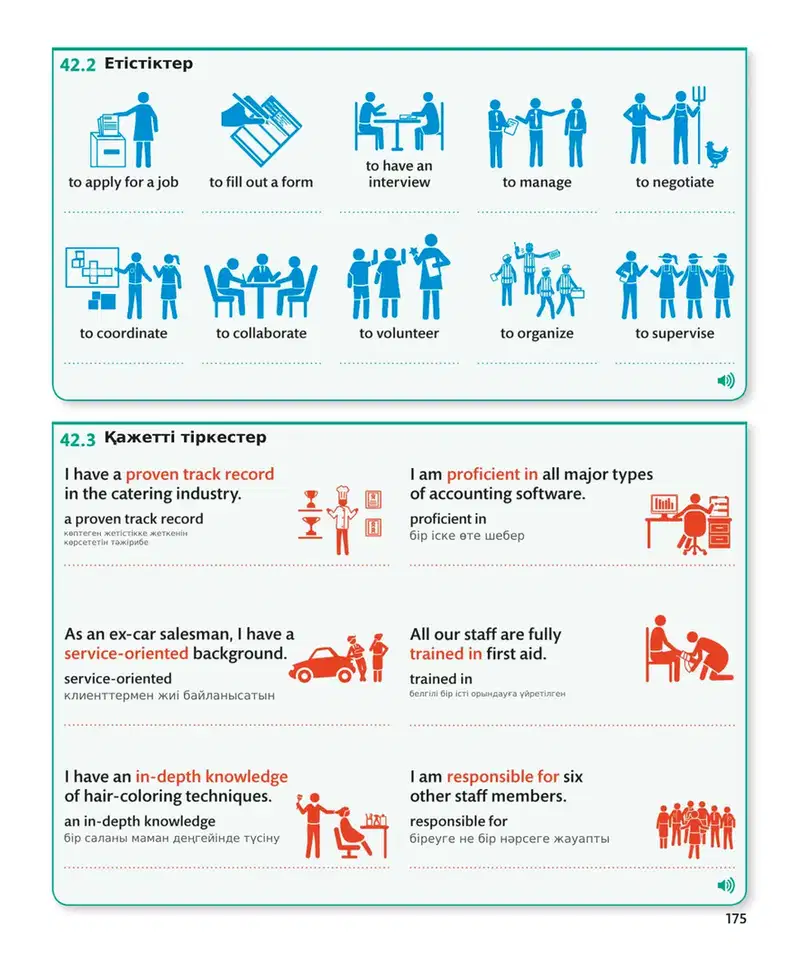 42.2 Етістіктер
to apply for a job
to fill out a form
to have an
interview
to manage
to negotiate
to coordinate
to collaborate
to volunteer
to organize
to supervise
42.3 Қажетті тіркестер
I have a proven track record
in the catering industry.
a proven track record
көптеген жетістікке жеткенін
көрсететін тәжірибе
I am proficient in all major types
of accounting software.
proficient in
бір іске өте шебер
As an ex-car salesman, I have a
service-oriented background.
service-oriented
клиенттермен жиі байланысатын
All our staff are fully
trained in first aid.
trained in
белгілі бір істі орындауға үйретілген
I have an in-depth knowledge
of hair-coloring techniques.
an in-depth knowledge
бір саланы маман деңгейінде түсіну
I am responsible for six
other staff members.
responsible for
біреуге не бір нәрсеге жауапты
175